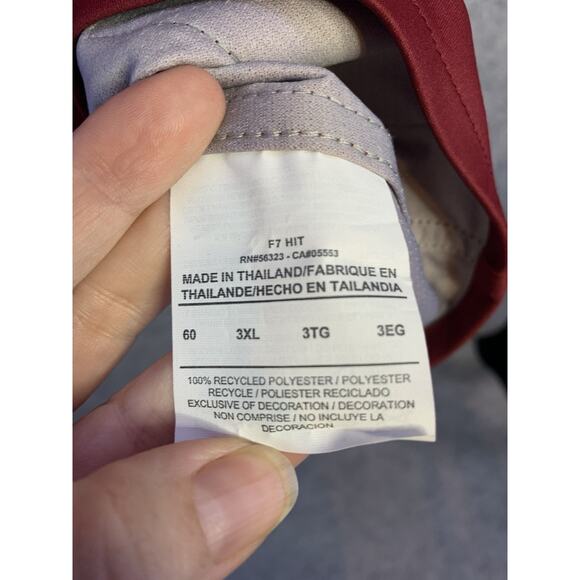 F7 HIT
RN#56323 - CA#05553
MADE IN THAILAND/FABRIQUE EN
THAILANDE/HECHO EN TAILANDIA
60 3XL 3TG 3EG
100% RECYCLED POLYESTER / POLYESTER
RECYCLE / POLIESTER RECICLADO
EXCLUSIVE OF DECORATION / DECORATION
NON COMPRISE / NO INCLUYE LA
DECORACION